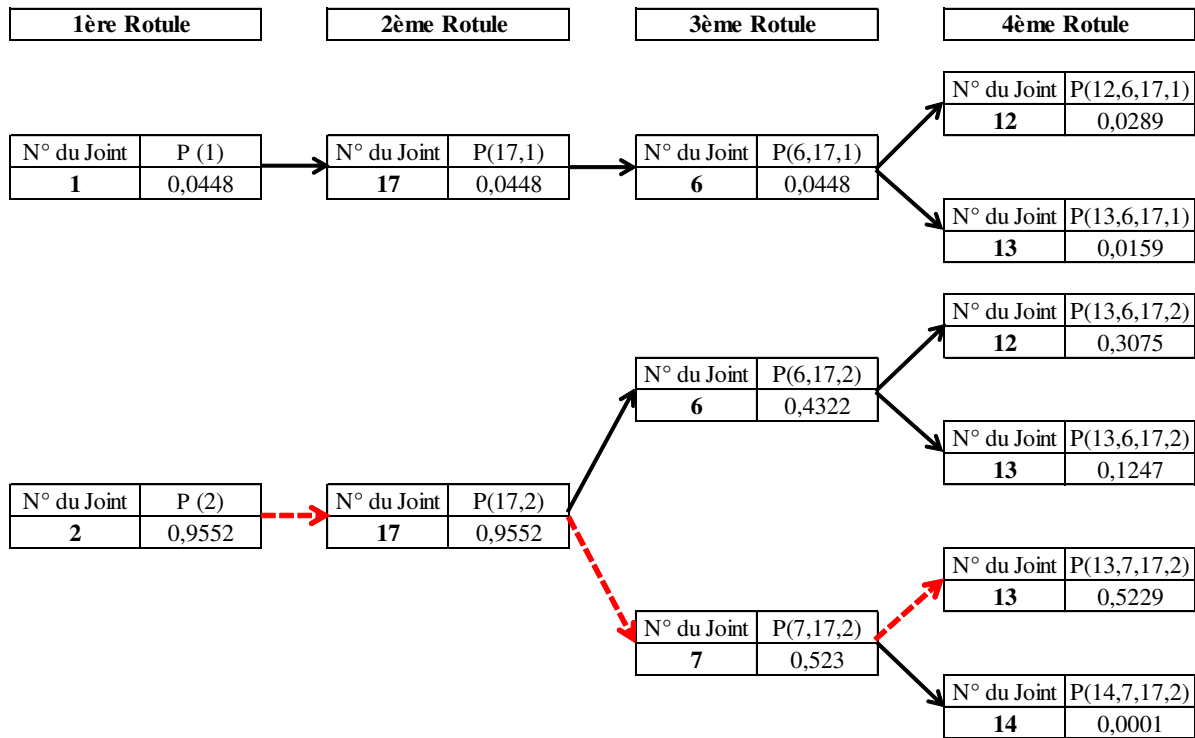 1ère Rotule 2ème Rotule 3ème Rotule 4ème Rotule
N° du Joint P(12,6,17,1)
12 0,0289
N° du Joint P (1) N° du Joint P(17,1) N° du Joint P(6,17,1)
1 0,0448 17 0,0448 6 0,0448
N° du Joint P(13,6,17,1)
13 0,0159
N° du Joint P(13,6,17,2)
12 0,3075
N° du Joint P(6,17,2)
6 0,4322
N° du Joint P(13,6,17,2)
13 0,1247
N° du Joint P (2) N° du Joint P(17,2)
2 0,9552 17 0,9552
N° du Joint P(13,7,17,2)
13 0,5229
N° du Joint P(7,17,2)
7 0,523
N° du Joint P(14,7,17,2)
14 0,0001